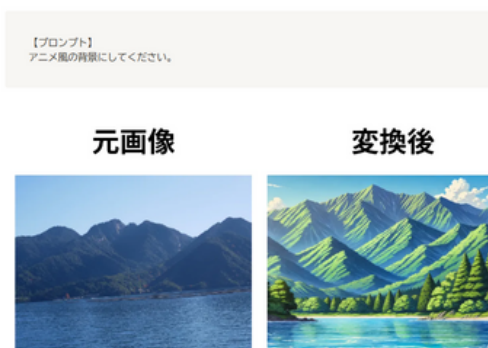 【プロンプト】
アニメ風の背景にしてください。
元画像
変換後